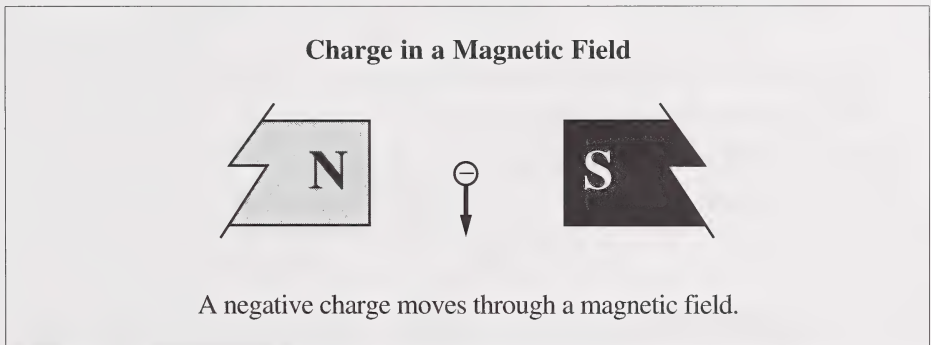 Charge in a Magnetic Field
N
−
S
A negative charge moves through a magnetic field.